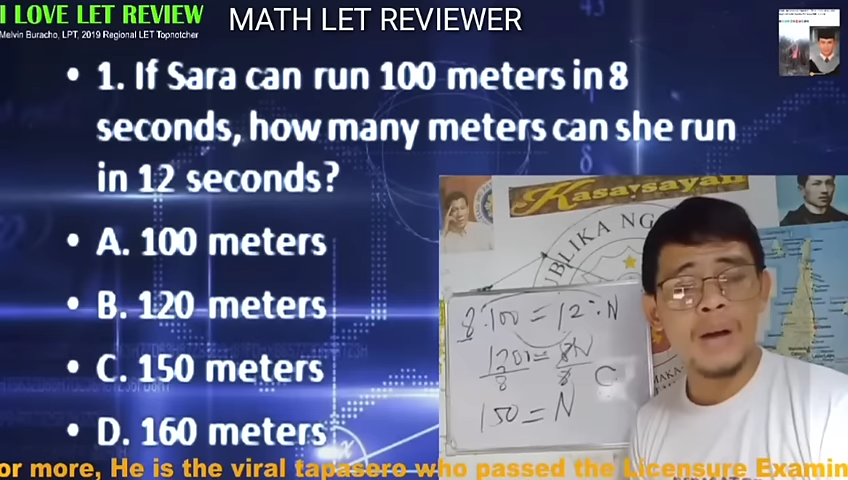 I LOVE LET REVIEW
Melvin Buracho, LPT, 2019 Regional LET Topnotcher
MATH LET REVIEWER
• 1. If Sara can run 100 meters in 8
seconds, how many meters can she run
in 12 seconds?
• A. 100 meters
• B. 120 meters
• C. 150 meters
• D. 160 meters
Kasaysayan
UBLIKA NG
8:100 = 12:N
1200 = 8N
8 8 C
150 = N
or more, He is the viral tapasero who passed the Licensure Examin